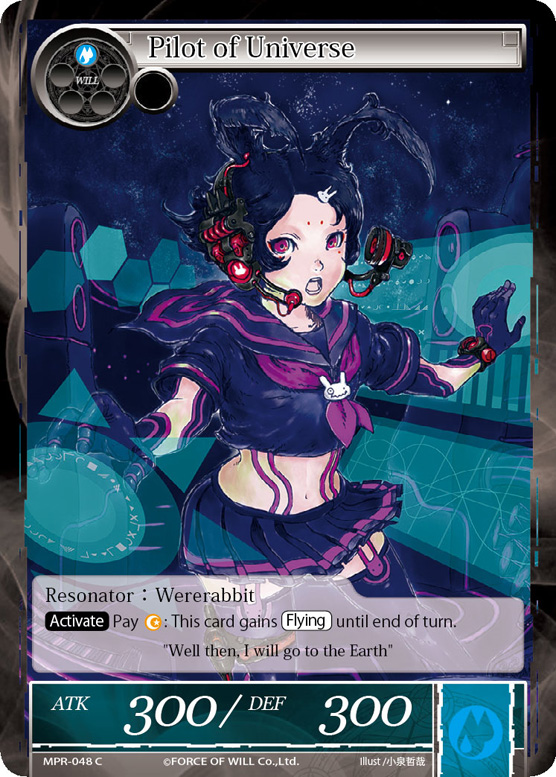 Pilot of Universe
WILL
Resonator : Wererabbit
Activate Pay : This card gains Flying until end of turn.
"Well then, I will go to the Earth"
ATK 300 / DEF 300
MPR-048 C ©FORCE OF WILL Co.,Ltd. Illust /小泉哲哉